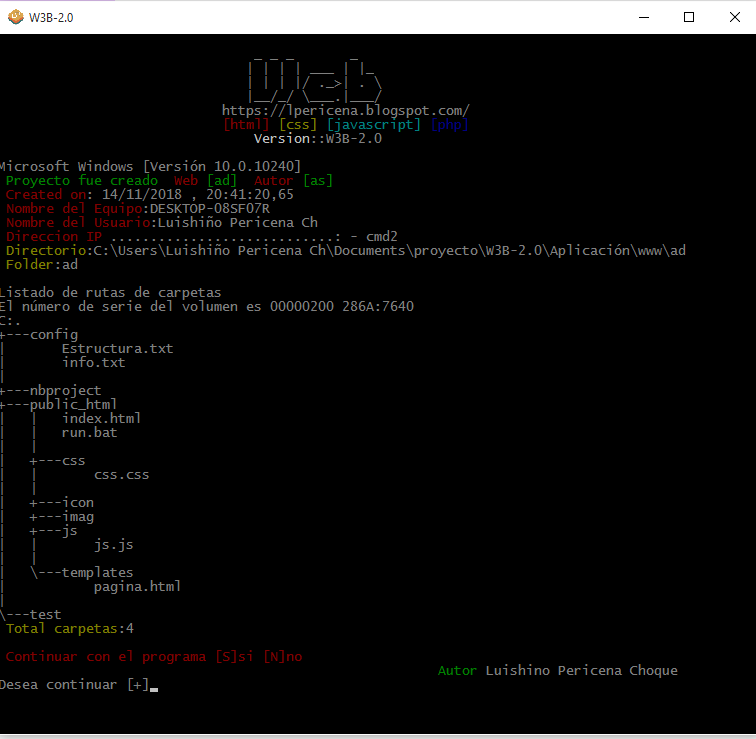 W3B-2.0
https://lpericena.blogspot.com/
[html] [css] [javascript] [php]
Version::W3B-2.0
Microsoft Windows [Versión 10.0.10240]
Proyecto fue creado  Web [ad]  Autor [as]
Created on: 14/11/2018 , 20:41:20,65
Nombre del Equipo:DESKTOP-08SF07R
Nombre del Usuario:Luishiño Pericena Ch
Direccion IP ............................: - cmd2
Directorio:C:\Users\Luishiño Pericena Ch\Documents\proyecto\W3B-2.0\Aplicación\www\ad
Folder:ad
Listado de rutas de carpetas
El número de serie del volumen es 00000200 286A:7640
C:.
+---config
|       Estructura.txt
|       info.txt
|
+---nbproject
+---public_html
|   |   index.html
|   |   run.bat
|   |
|   +---css
|   |       css.css
|   |
|   +---icon
|   +---imag
|   +---js
|   |       js.js
|   |
|   \---templates
|           pagina.html
|
\---test
Total carpetas:4
Continuar con el programa [S]si [N]no
Autor Luishino Pericena Choque
Desea continuar [+]